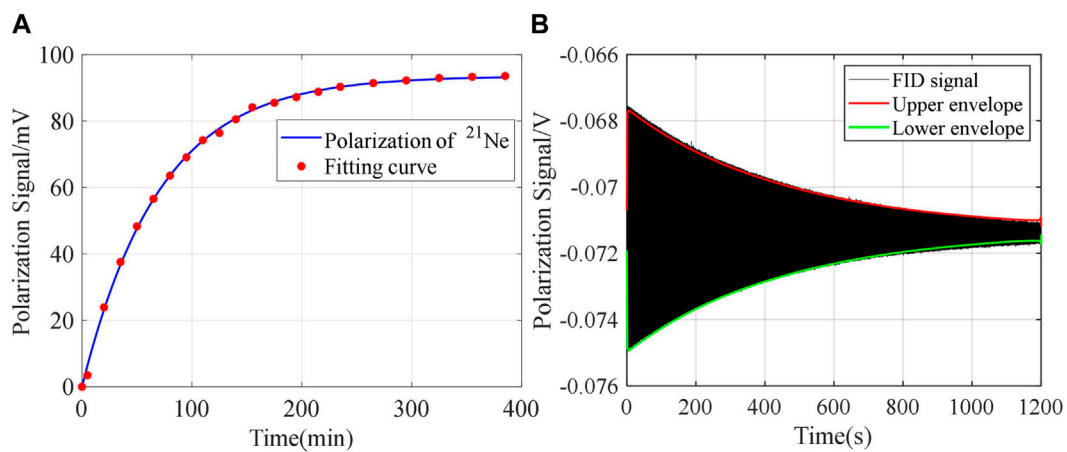 A
Polarization Signal/mV
100
80
60
40
20
0
0 100 200 300 400
Time(min)
Polarization of ²¹Ne
Fitting curve
B
Polarization Signal/V
-0.066
-0.068
-0.07
-0.072
-0.074
-0.076
0 200 400 600 800 1000 1200
Time(s)
FID signal
Upper envelope
Lower envelope